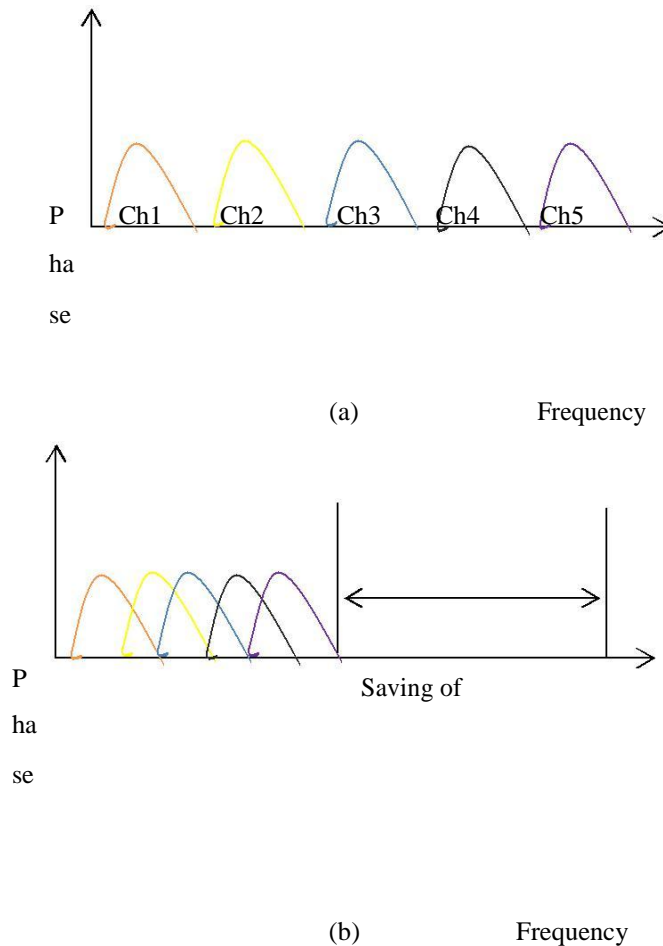 Ch1 Ch2 Ch3 Ch4 Ch5
P
ha
se
(a) Frequency
Saving of
P
ha
se
(b) Frequency